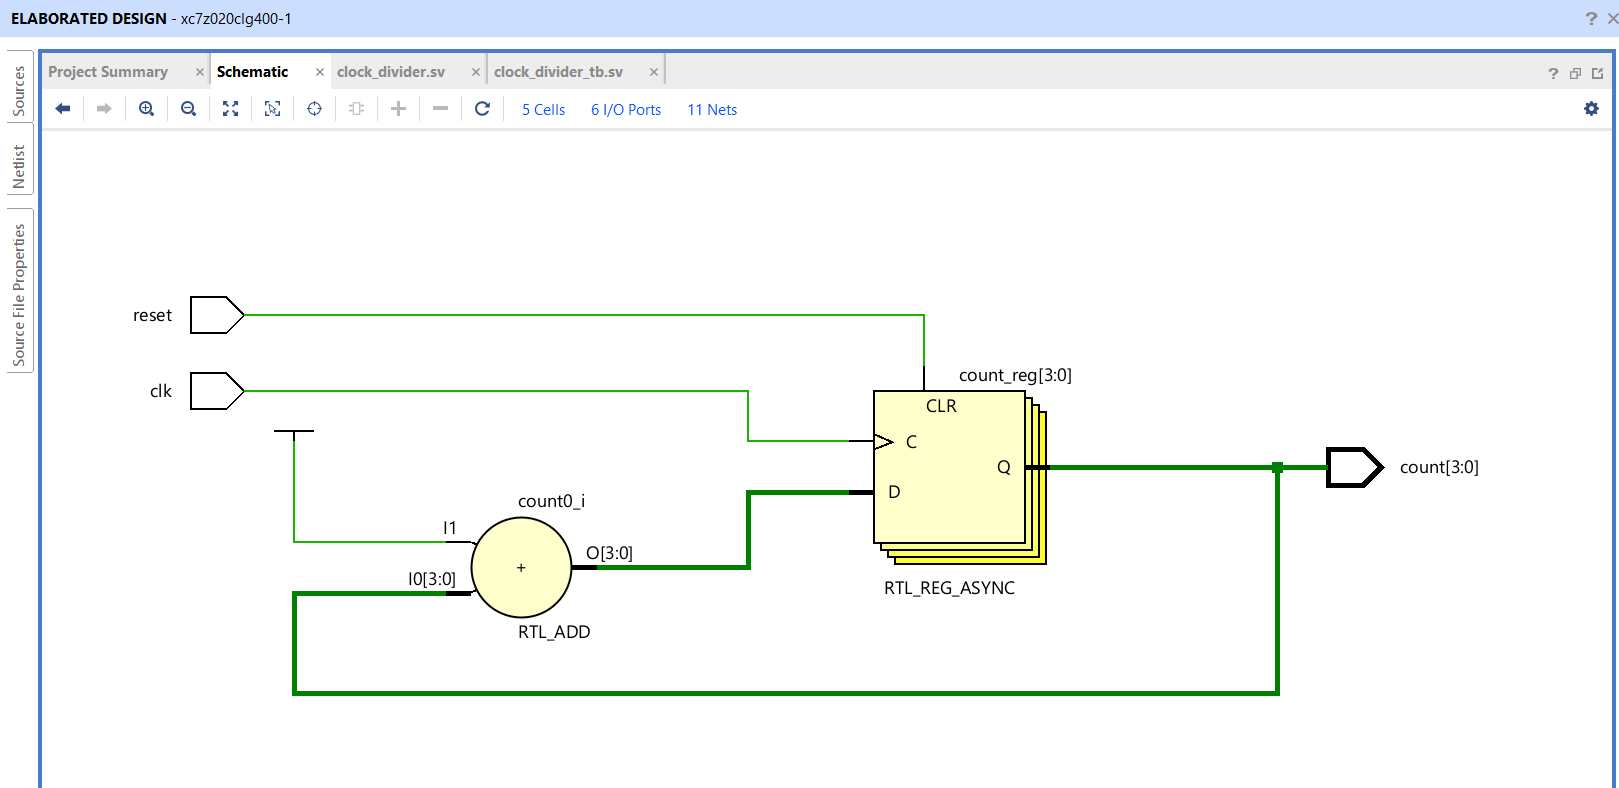 ELABORATED DESIGN - xc7z020clg400-1
? ×
Sources
Netlist
Source File Properties
Project Summary × Schematic × clock_divider.sv × clock_divider_tb.sv ×
?
5 Cells 6 I/O Ports 11 Nets
reset
clk
count_reg[3:0]
CLR
C
Q
D
count[3:0]
count0_i
I1
O[3:0]
I0[3:0]
+
RTL_REG_ASYNC
RTL_ADD